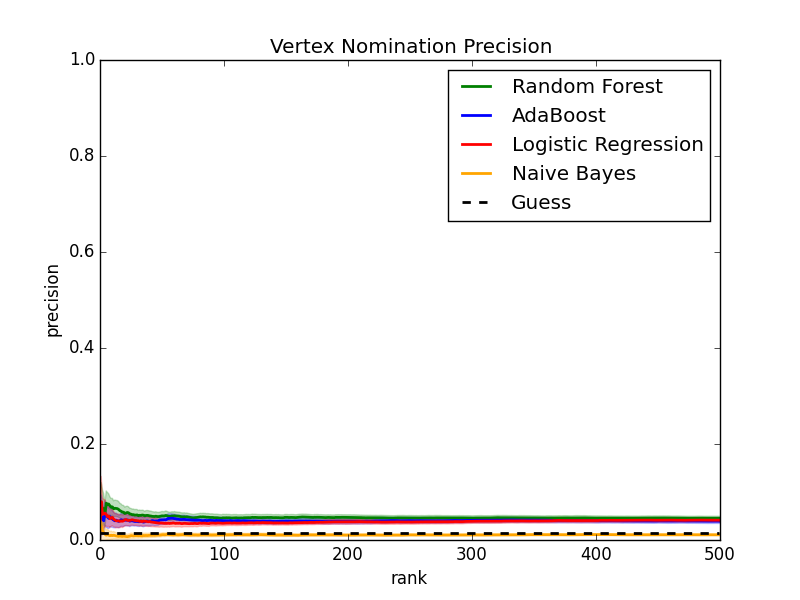 Vertex Nomination Precision
1.0
0.8
0.6
0.4
0.2
0.0
precision
Random Forest
AdaBoost
Logistic Regression
Naive Bayes
Guess
0 100 200 300 400 500
rank